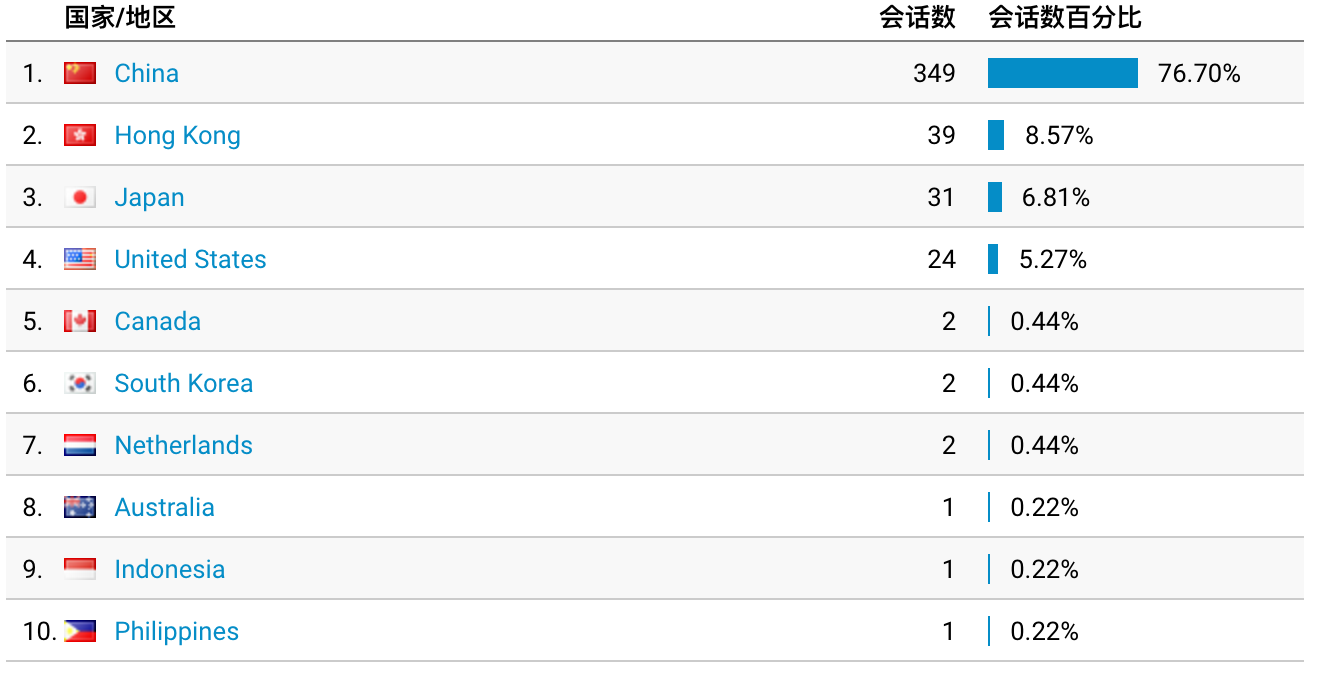 国家/地区 会话数 会话数百分比
1. China 349 76.70%
2. Hong Kong 39 8.57%
3. Japan 31 6.81%
4. United States 24 5.27%
5. Canada 2 0.44%
6. South Korea 2 0.44%
7. Netherlands 2 0.44%
8. Australia 1 0.22%
9. Indonesia 1 0.22%
10. Philippines 1 0.22%